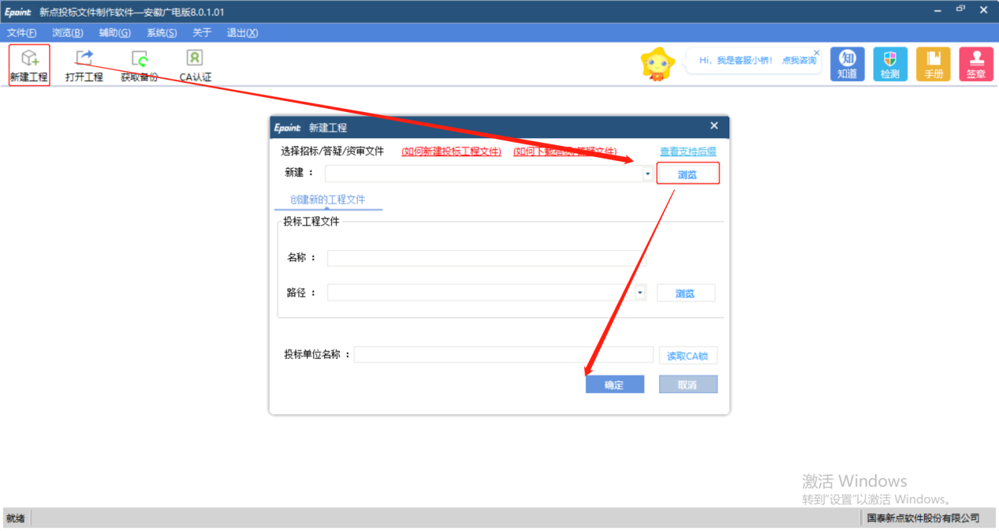 Epoint 新点投标文件制作软件—安徽广电版8.0.1.01
文件(F) 浏览(B) 辅助(G) 系统(S) 关于 退出(X)
新建工程 打开工程 获取备份 CA认证
Hi，我是客服小桥！ 点我咨询
知 知道 检测 手册 签章
Epoint 新建工程
选择招标/答疑/资审文件 (如何新建投标工程文件) (如何下载招标/答疑文件) 查看支持后缀
新建 ： 浏览
创建新的工程文件
投标工程文件
名称 ：
路径 ： 浏览
投标单位名称 ： 读取CA锁
确定 取消
激活 Windows
转到"设置"以激活 Windows。
就绪 国泰新点软件股份有限公司